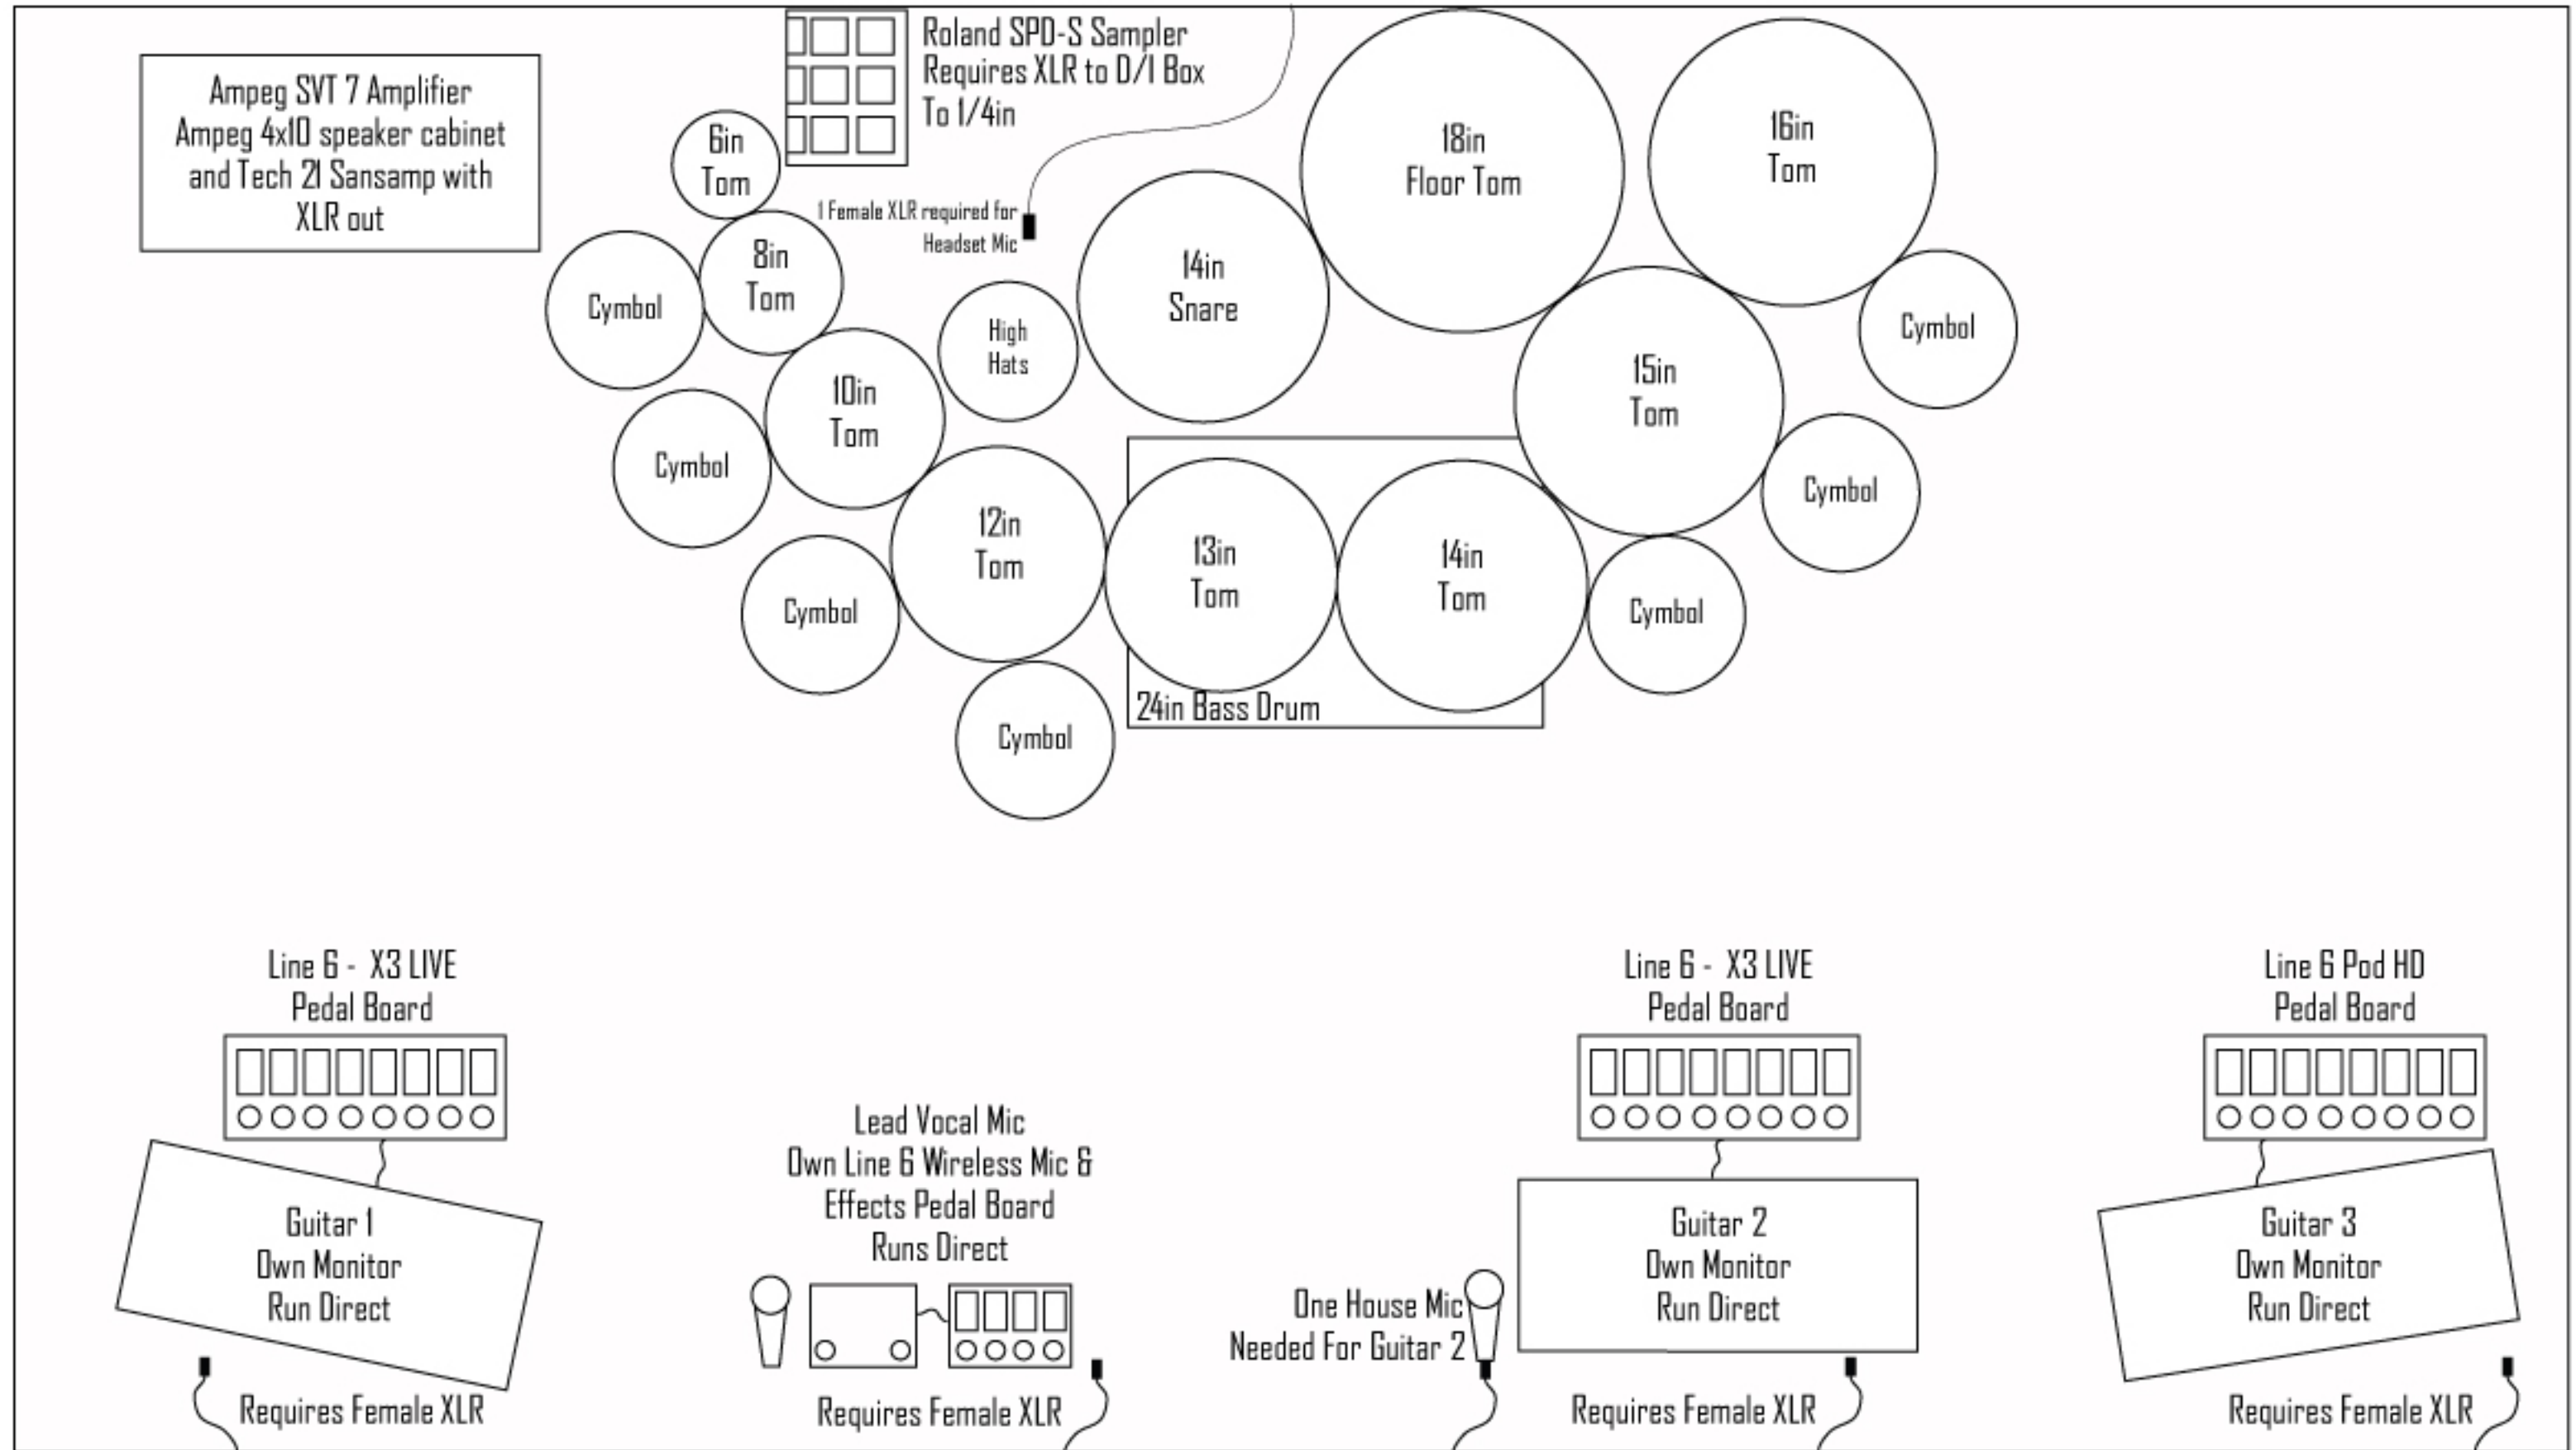 Ampeg SVT 7 Amplifier
Ampeg 4x10 speaker cabinet
and Tech 21 Sansamp with
XLR out
Roland SPD-S Sampler
Requires XLR to D/I Box
To 1/4in
1 Female XLR required for
Headset Mic
6in
Tom
8in
Tom
Cymbol
10in
Tom
Cymbol
High
Hats
14in
Snare
18in
Floor Tom
16in
Tom
Cymbol
15in
Tom
Cymbol
12in
Tom
Cymbol
13in
Tom
14in
Tom
Cymbol
24in Bass Drum
Cymbol
Line 6 - X3 LIVE
Pedal Board
Guitar 1
Own Monitor
Run Direct
Requires Female XLR
Lead Vocal Mic
Own Line 6 Wireless Mic &
Effects Pedal Board
Runs Direct
Requires Female XLR
One House Mic
Needed For Guitar 2
Line 6 - X3 LIVE
Pedal Board
Guitar 2
Own Monitor
Run Direct
Requires Female XLR
Line 6 Pod HD
Pedal Board
Guitar 3
Own Monitor
Run Direct
Requires Female XLR